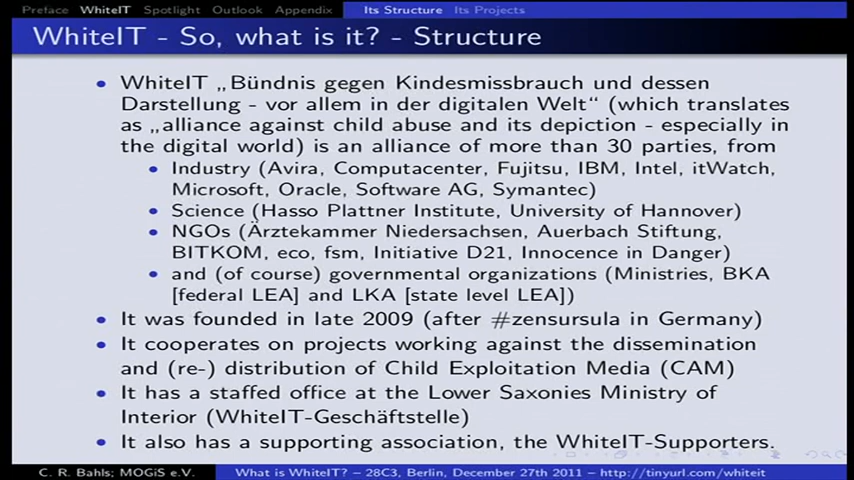 Preface WhiteIT Spotlight Outlook Appendix Its Structure Its Projects
WhiteIT - So, what is it? - Structure
• WhiteIT „Bündnis gegen Kindesmissbrauch und dessen
Darstellung - vor allem in der digitalen Welt“ (which translates
as „alliance against child abuse and its depiction - especially in
the digital world) is an alliance of more than 30 parties, from
• Industry (Avira, Computacenter, Fujitsu, IBM, Intel, itWatch,
Microsoft, Oracle, Software AG, Symantec)
• Science (Hasso Plattner Institute, University of Hannover)
• NGOs (Ärztekammer Niedersachsen, Auerbach Stiftung,
BITKOM, eco, fsm, Initiative D21, Innocence in Danger)
• and (of course) governmental organizations (Ministries, BKA
[federal LEA] and LKA [state level LEA])
• It was founded in late 2009 (after #zensursula in Germany)
• It cooperates on projects working against the dissemination
and (re-) distribution of Child Exploitation Media (CAM)
• It has a staffed office at the Lower Saxonies Ministry of
Interior (WhiteIT-Geschäftstelle)
• It also has a supporting association, the WhiteIT-Supporters.
C. R. Bahls; MOGiS e.V. What is WhiteIT? – 28C3, Berlin, December 27th 2011 – http://tinyurl.com/whiteit